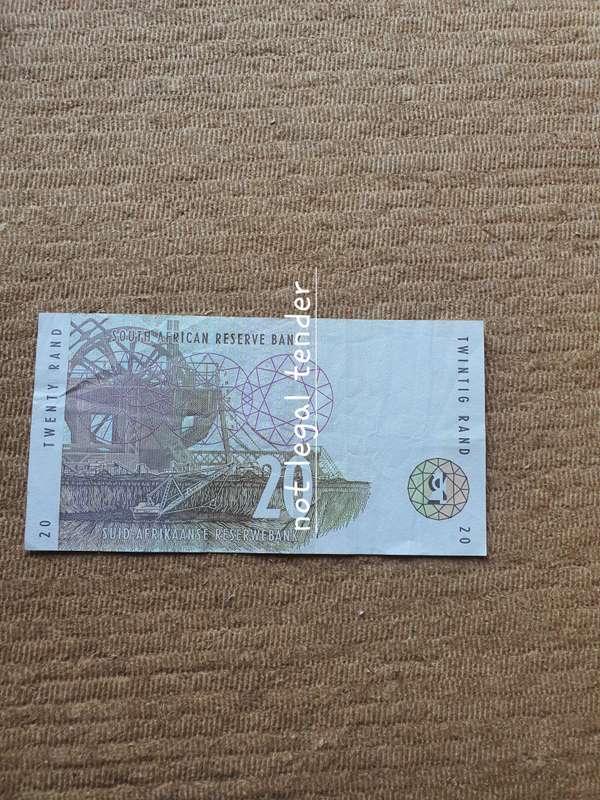 SOUTH AFRICAN RESERVE BANK
TWENTY RAND
20
TWINTIG RAND
20
20
SUID-AFRIKAANSE RESERWEBANK
not legal tender